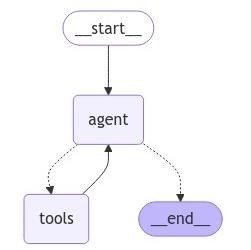 __start__
agent
tools
__end__